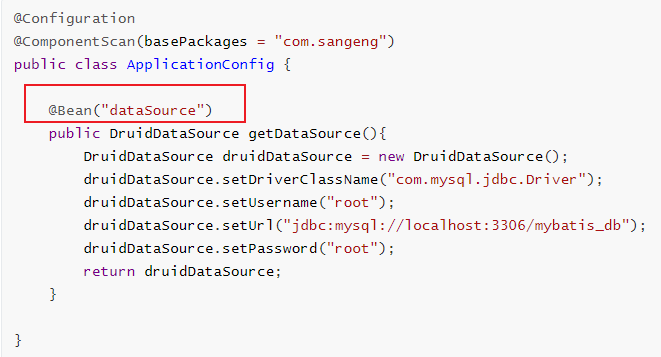 @Configuration
@ComponentScan(basePackages = "com.sangeng")
public class ApplicationConfig {
@Bean("dataSource")
public DruidDataSource getDataSource(){
DruidDataSource druidDataSource = new DruidDataSource();
druidDataSource.setDriverClassName("com.mysql.jdbc.Driver");
druidDataSource.setUsername("root");
druidDataSource.setUrl("jdbc:mysql://localhost:3306/mybatis_db");
druidDataSource.setPassword("root");
return druidDataSource;
}
}